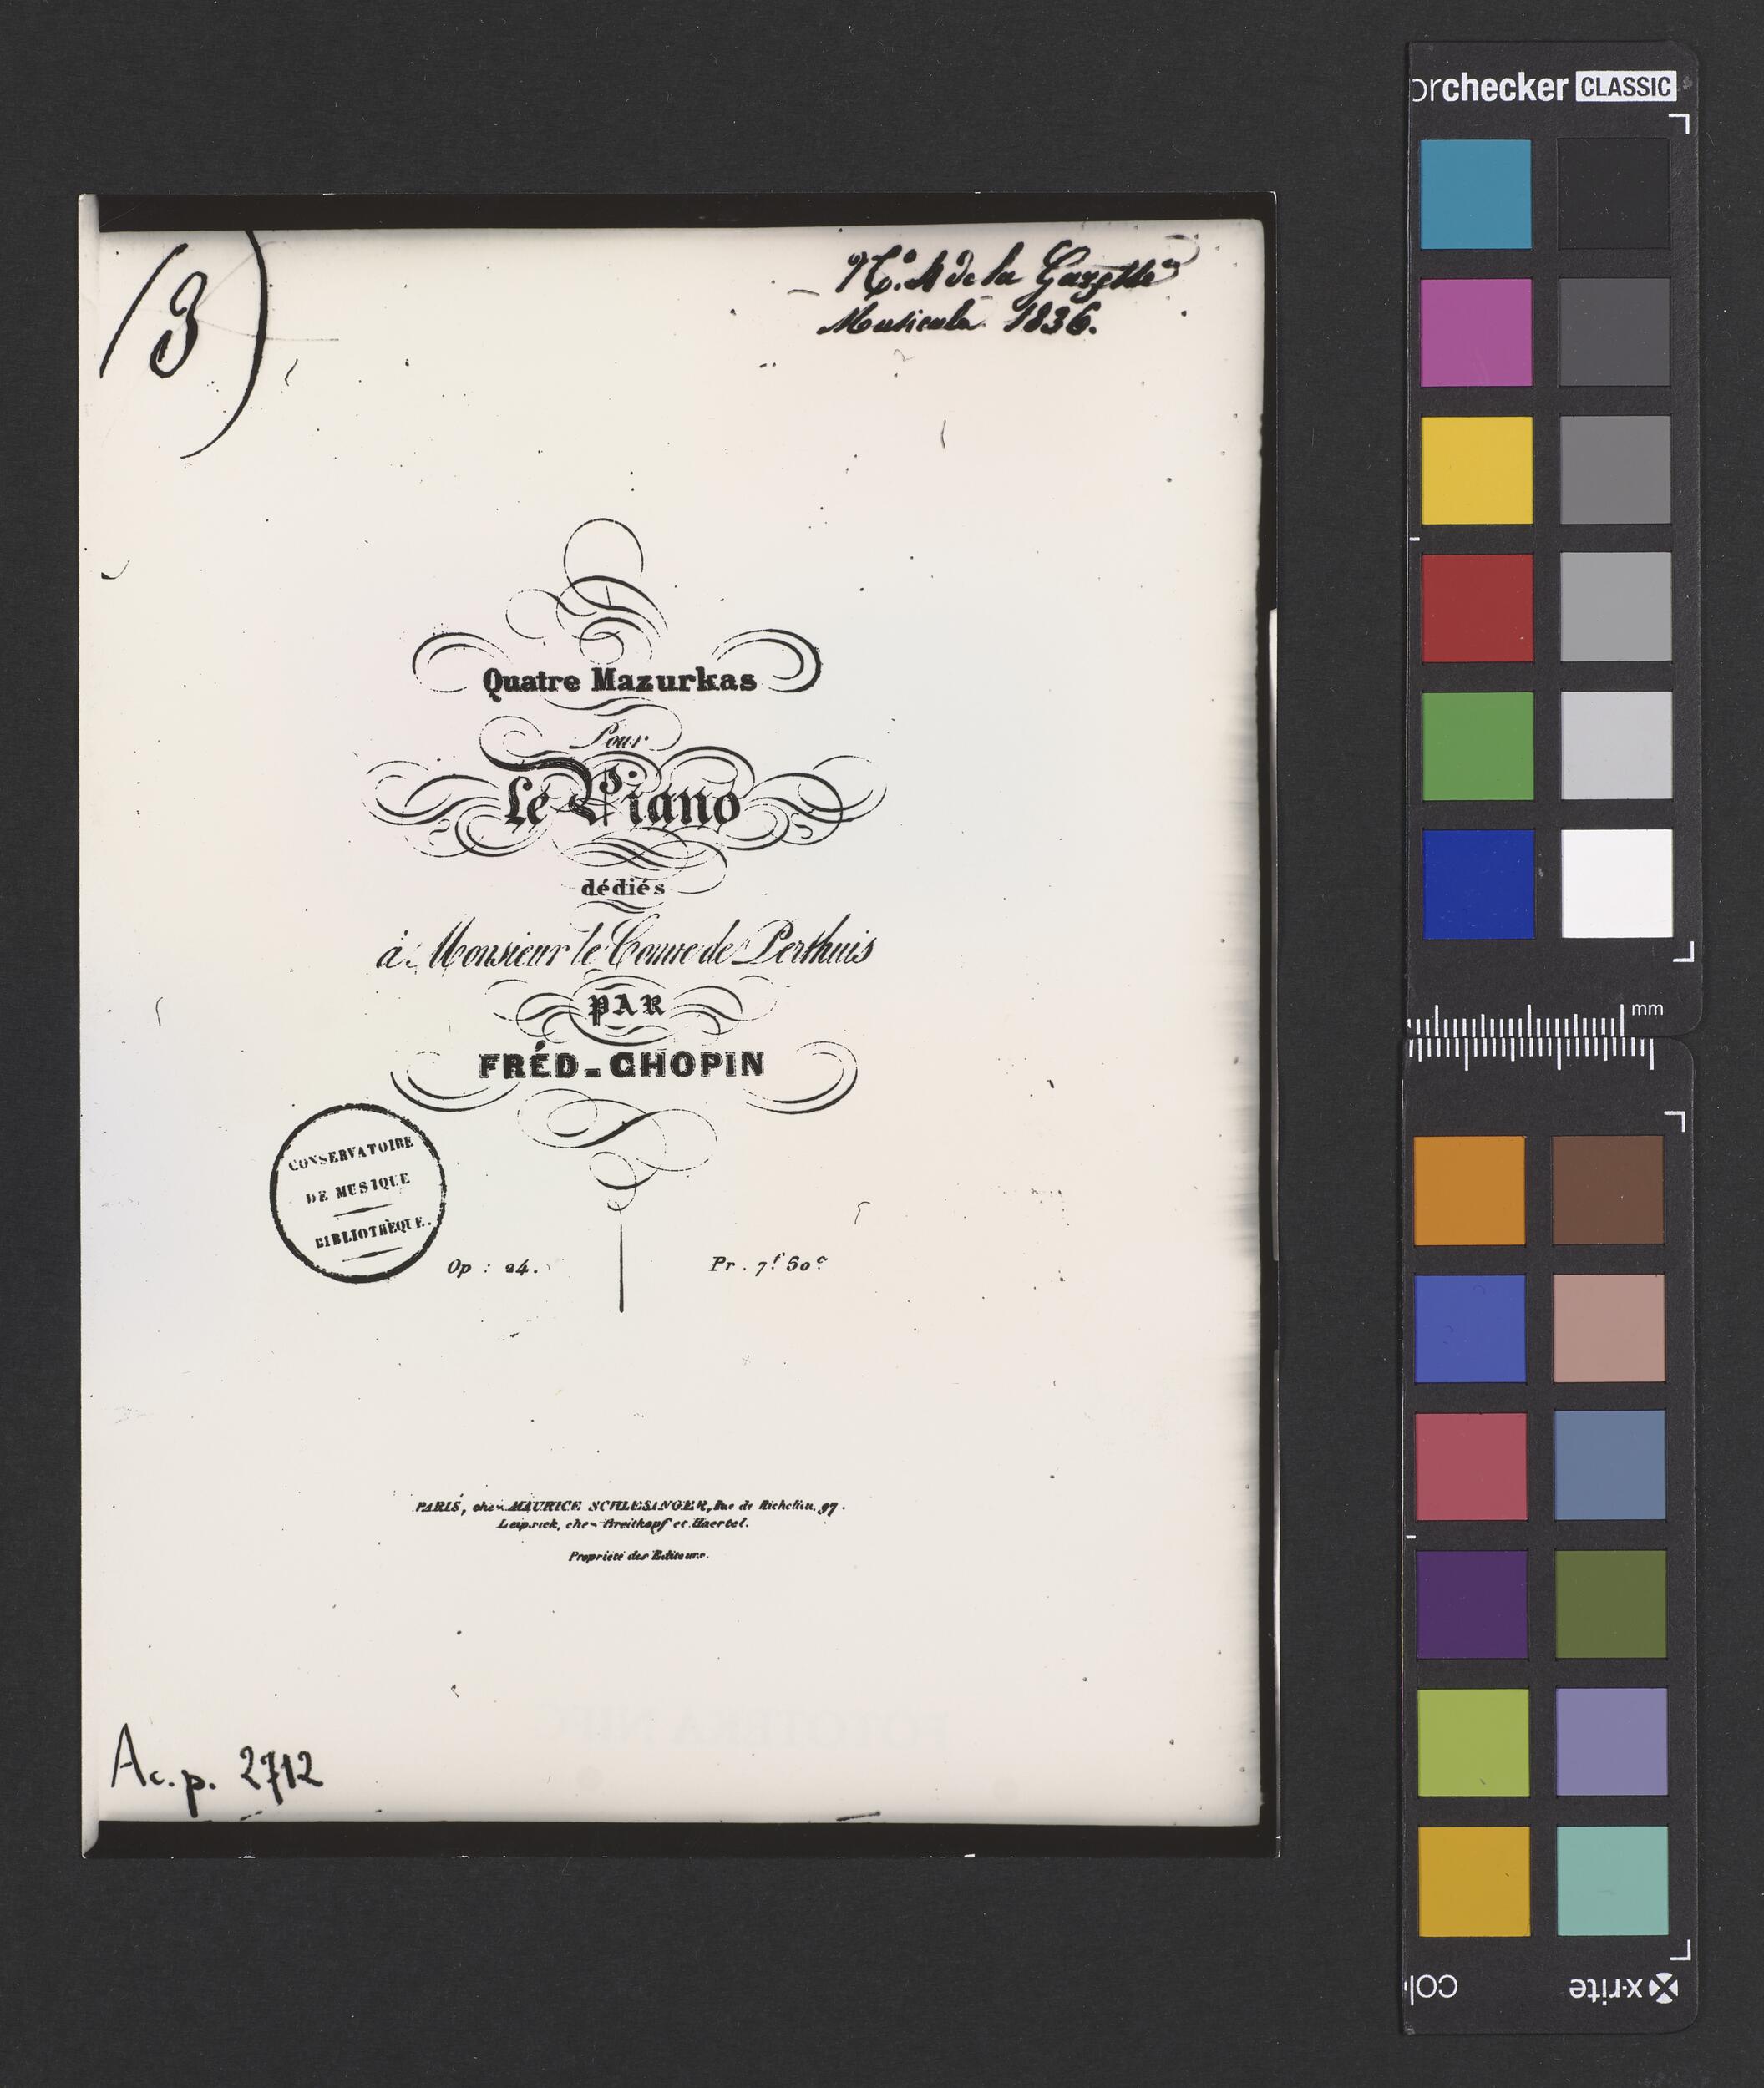 (3)
N.º 4 de la Gazette
Musicale 1836.
Quatre Mazurkas
Pour
Le Piano
dédiés
à Monsieur le Comte de Perthuis
PAR
FRÉD=CHOPIN
CONSERVATOIRE
DE MUSIQUE
BIBLIOTHÈQUE.
Op : 24.
Pr. 7f 50c
PARIS, chez MAURICE SCHLESINGER, Rue de Richelieu, 97.
Leipsick, chez Breitkopf et Haertel.
Propriété des Editeurs.
Ac. p. 2712
orchecker CLASSIC
mm
x·rite
col